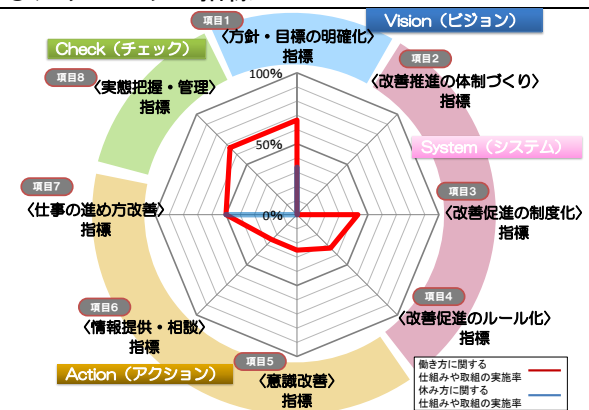 項目1
Vision（ビジョン）
〈方針・目標の明確化〉
指標
Check（チェック）
項目2
〈改善推進の体制づくり〉
指標
項目8
〈実態把握・管理〉
指標
100%
50%
0%
System（システム）
項目3
〈改善促進の制度化〉
指標
項目7
〈仕事の進め方改善〉
指標
項目4
〈改善促進のルール化〉
指標
項目6
〈情報提供・相談〉
指標
項目5
〈意識改善〉
指標
Action（アクション）
働き方に関する
仕組みや取組の実施率
休み方に関する
仕組みや取組の実施率